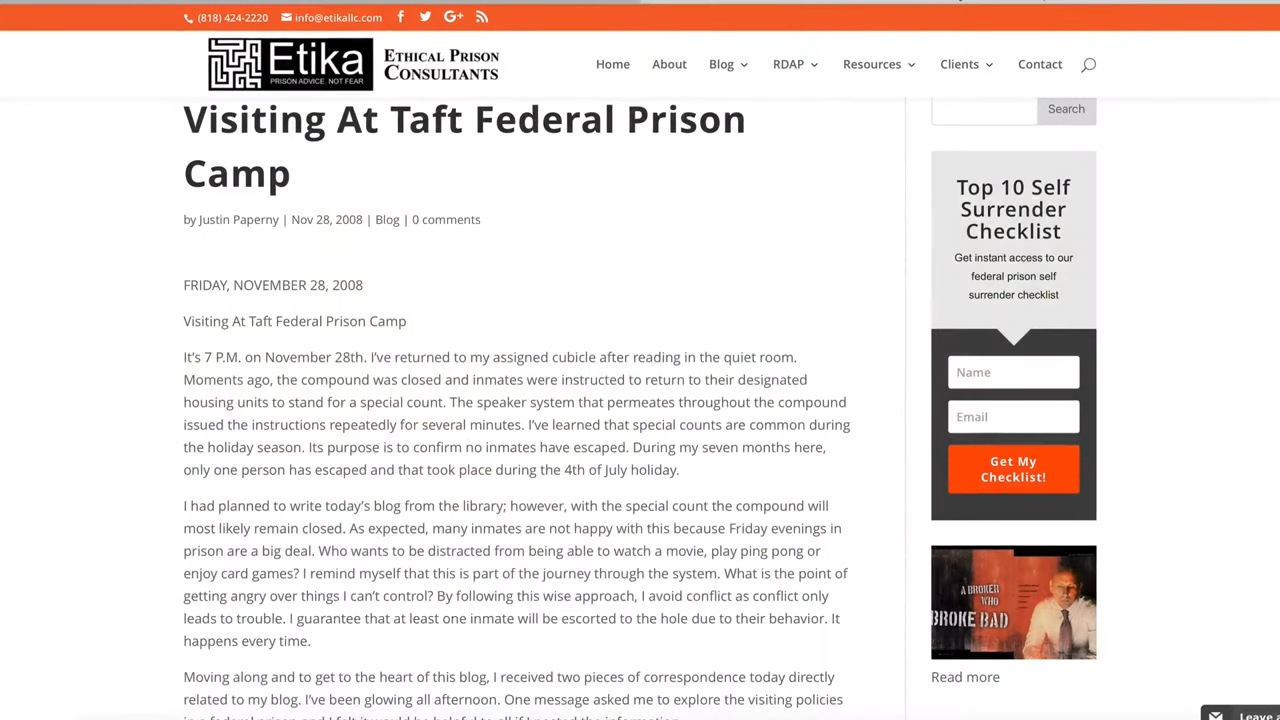 (818) 424-2220 info@etikallc.com
Etika
PRISON ADVICE, NOT FEAR
ETHICAL PRISON
CONSULTANTS
Home About Blog RDAP Resources Clients Contact
Visiting At Taft Federal Prison
Camp
by Justin Paperny | Nov 28, 2008 | Blog | 0 comments
FRIDAY, NOVEMBER 28, 2008
Visiting At Taft Federal Prison Camp
It’s 7 P.M. on November 28th. I’ve returned to my assigned cubicle after reading in the quiet room.
Moments ago, the compound was closed and inmates were instructed to return to their designated
housing units to stand for a special count. The speaker system that permeates throughout the compound
issued the instructions repeatedly for several minutes. I’ve learned that special counts are common during
the holiday season. Its purpose is to confirm no inmates have escaped. During my seven months here,
only one person has escaped and that took place during the 4th of July holiday.
I had planned to write today’s blog from the library; however, with the special count the compound will
most likely remain closed. As expected, many inmates are not happy with this because Friday evenings in
prison are a big deal. Who wants to be distracted from being able to watch a movie, play ping pong or
enjoy card games? I remind myself that this is part of the journey through the system. What is the point of
getting angry over things I can’t control? By following this wise approach, I avoid conflict as conflict only
leads to trouble. I guarantee that at least one inmate will be escorted to the hole due to their behavior. It
happens every time.
Moving along and to get to the heart of this blog, I received two pieces of correspondence today directly
related to my blog. I’ve been glowing all afternoon. One message asked me to explore the visiting policies
Search
Top 10 Self
Surrender
Checklist
Get instant access to our
federal prison self
surrender checklist
Name
Email
Get My
Checklist!
A BROKER
WHO
BROKE BAD
Read more
Leave a